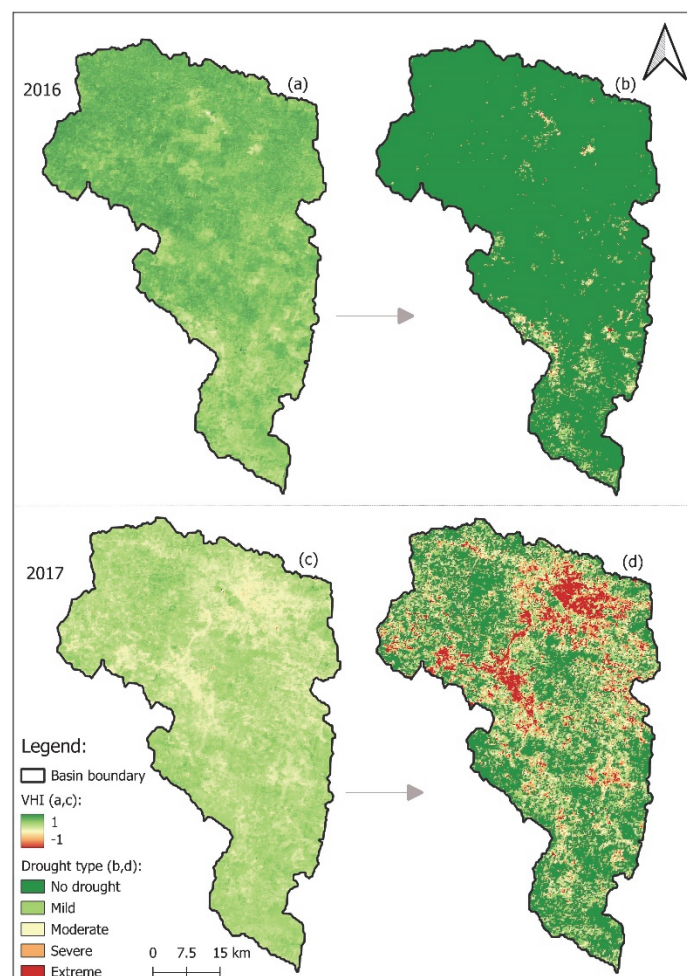 2016
(a)
(b)
2017
(c)
(d)
Legend:
Basin boundary
VHI (a,c):
1
-1
Drought type (b,d):
No drought
Mild
Moderate
Severe
Extreme
0 7.5 15 km